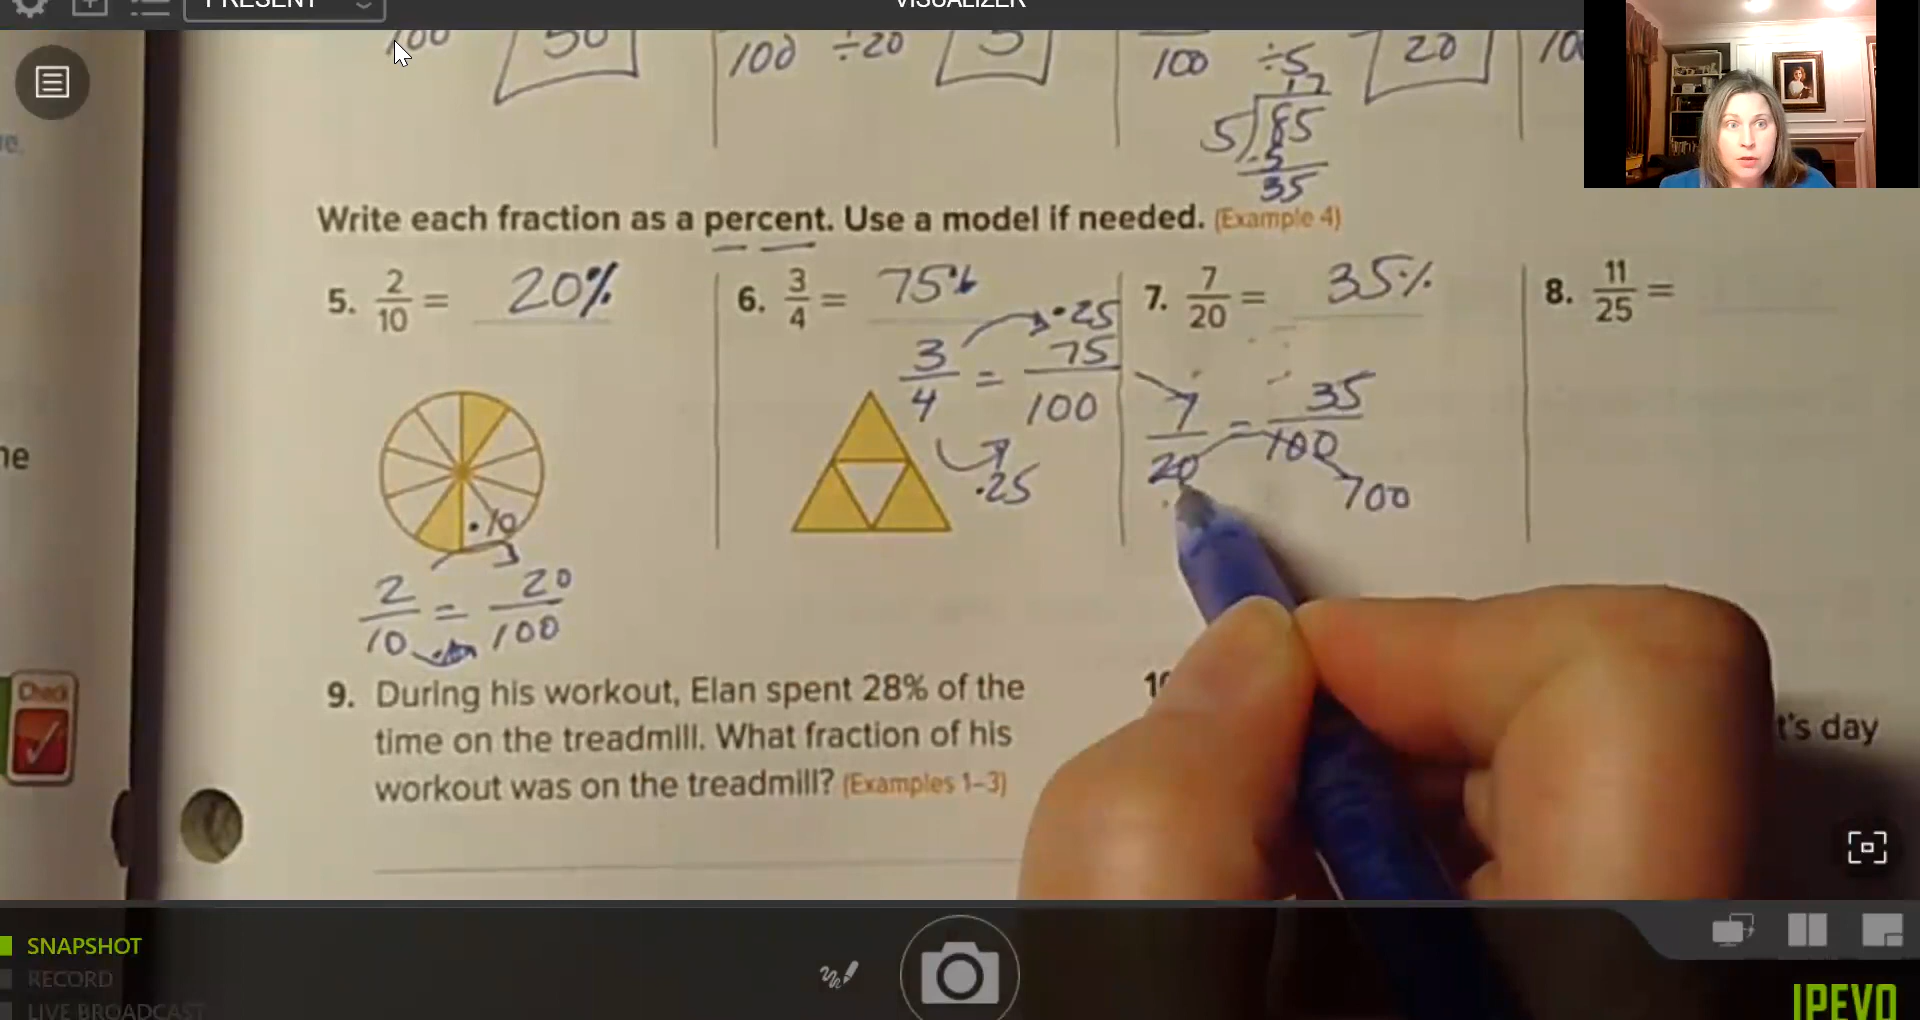 PRESENT
VISUALIZER
100 50
100 ÷20 5
100 ÷5 20
100
17
5 85
5
35
Write each fraction as a percent. Use a model if needed. (Example 4)
5. 2/10 = 20%
6. 3/4 = 75%
7. 7/20 = 35%
8. 11/25 =
·10
2/10 = 20/100
3/4 = 75/100
·25
·25
7/20 = 35/100
700
9. During his workout, Elan spent 28% of the
time on the treadmill. What fraction of his
workout was on the treadmill? (Examples 1–3)
t's day
Check
SNAPSHOT
RECORD
LIVE BROADCAST
IPEVO